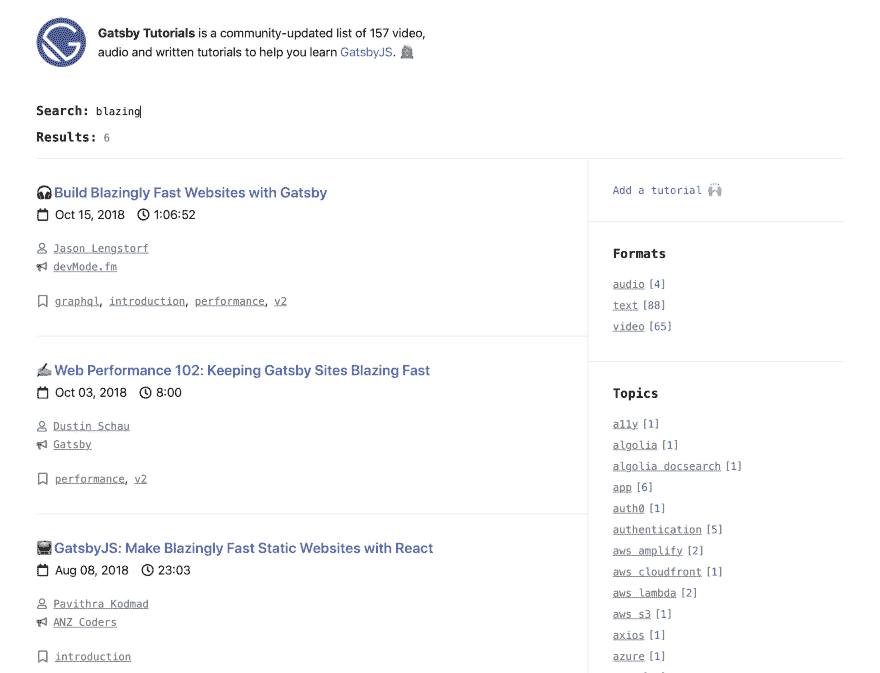 Gatsby Tutorials is a community-updated list of 157 video,
audio and written tutorials to help you learn GatsbyJS.
Search: blazing
Results: 6
Build Blazingly Fast Websites with Gatsby
Oct 15, 2018 1:06:52
Jason Lengstorf
devMode.fm
graphql, introduction, performance, v2
Web Performance 102: Keeping Gatsby Sites Blazing Fast
Oct 03, 2018 8:00
Dustin Schau
Gatsby
performance, v2
GatsbyJS: Make Blazingly Fast Static Websites with React
Aug 08, 2018 23:03
Pavithra Kodmad
ANZ Coders
introduction
Add a tutorial
Formats
audio [4]
text [88]
video [65]
Topics
a11y [1]
algolia [1]
algolia docsearch [1]
app [6]
auth0 [1]
authentication [5]
aws amplify [2]
aws cloudfront [1]
aws lambda [2]
aws s3 [1]
axios [1]
azure [1]